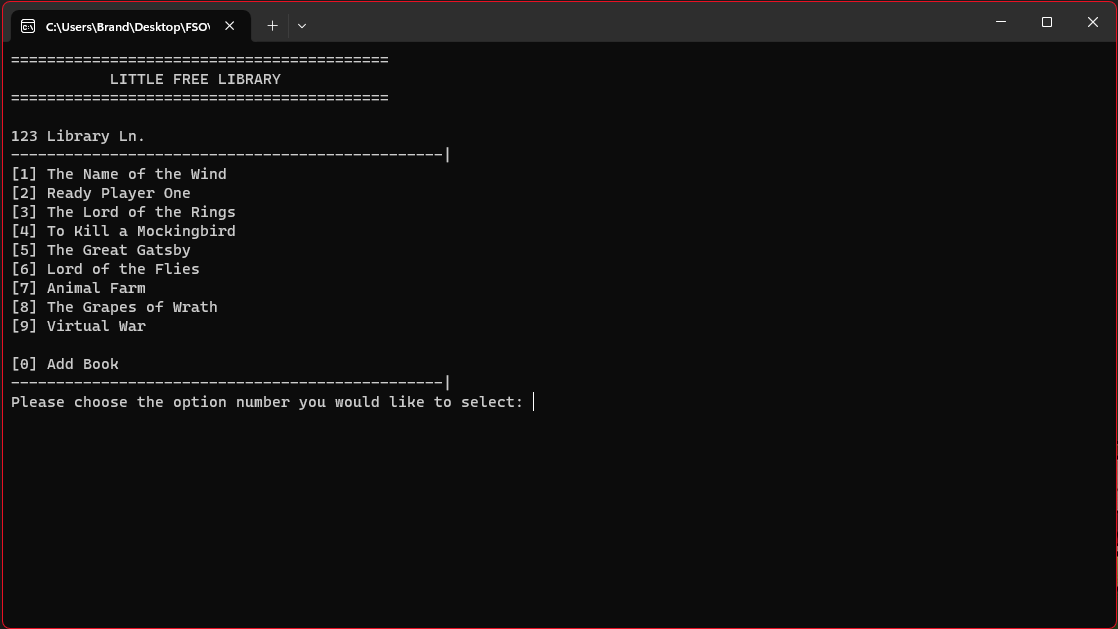 C:\Users\Brand\Desktop\FSO\
==========================================
           LITTLE FREE LIBRARY
==========================================
123 Library Ln.
------------------------------------------------|
[1] The Name of the Wind
[2] Ready Player One
[3] The Lord of the Rings
[4] To Kill a Mockingbird
[5] The Great Gatsby
[6] Lord of the Flies
[7] Animal Farm
[8] The Grapes of Wrath
[9] Virtual War
[0] Add Book
------------------------------------------------|
Please choose the option number you would like to select: